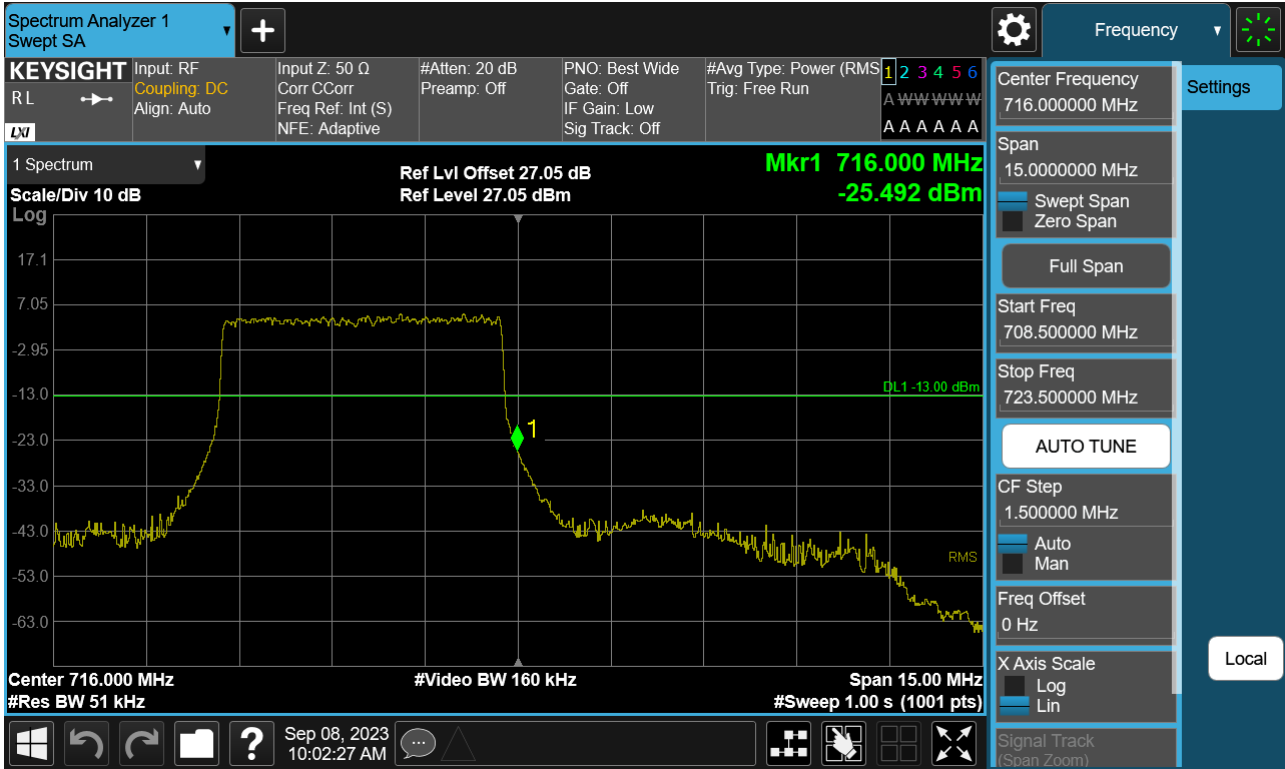 Spectrum Analyzer 1
Swept SA
Frequency
KEYSIGHT
R L
LXI
Input: RF
Coupling: DC
Align: Auto
Input Z: 50 Ω
Corr CCorr
Freq Ref: Int (S)
NFE: Adaptive
#Atten: 20 dB
Preamp: Off
PNO: Best Wide
Gate: Off
IF Gain: Low
Sig Track: Off
#Avg Type: Power (RMS
Trig: Free Run
1 2 3 4 5 6
A W W W W W
A A A A A A
Center Frequency
716.000000 MHz
Settings
Span
15.0000000 MHz
Swept Span
Zero Span
Full Span
Start Freq
708.500000 MHz
Stop Freq
723.500000 MHz
AUTO TUNE
CF Step
1.500000 MHz
Auto
Man
Freq Offset
0 Hz
X Axis Scale
Log
Lin
Signal Track
(Span Zoom)
Local
1 Spectrum
Scale/Div 10 dB
Log
Ref Lvl Offset 27.05 dB
Ref Level 27.05 dBm
Mkr1 716.000 MHz
-25.492 dBm
17.1
7.05
-2.95
-13.0
DL1 -13.00 dBm
1
-23.0
-33.0
-43.0
-53.0
RMS
-63.0
Center 716.000 MHz
#Video BW 160 kHz
Span 15.00 MHz
#Res BW 51 kHz
#Sweep 1.00 s (1001 pts)
?
Sep 08, 2023
10:02:27 AM